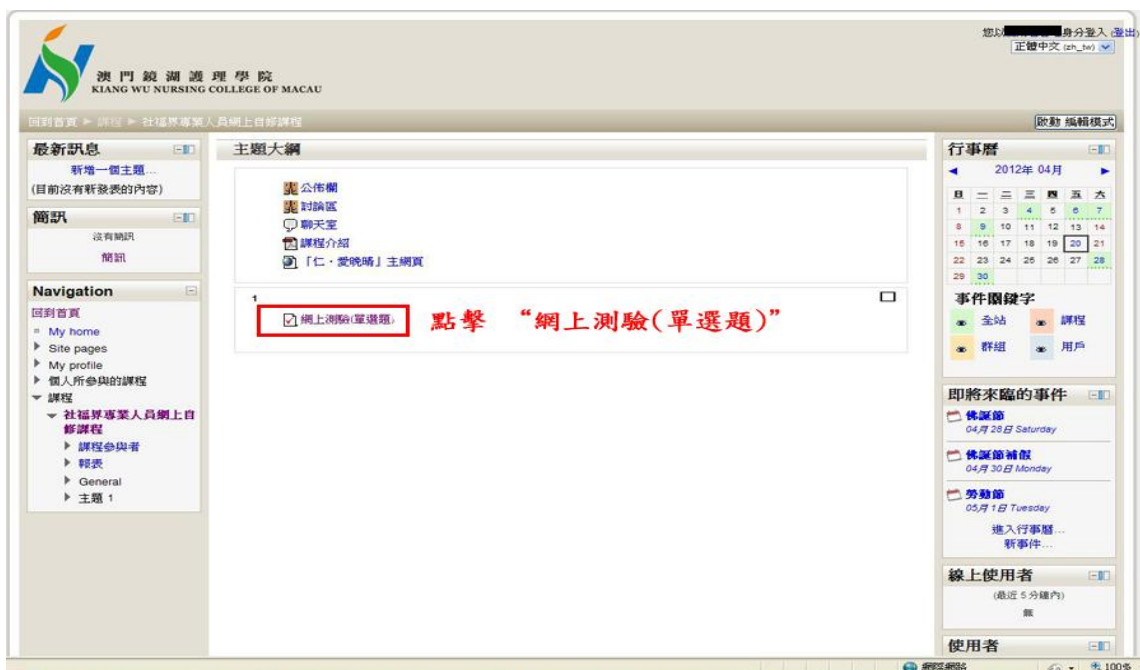 您以
身分登入 (登出)
正體中文 (zh_tw)
澳門鏡湖護理學院
KIANG WU NURSING COLLEGE OF MACAU
回到首頁 ► 課程 ► 社福界專業人員網上自修課程
啟動 編輯模式
最新訊息
新增一個主題...
(目前沒有新發表的內容)
簡訊
沒有簡訊
簡訊
Navigation
回到首頁
My home
Site pages
My profile
個人所參與的課程
課程
社福界專業人員網上自
修課程
課程參與者
報表
General
主題 1
主題大綱
公佈欄
討論區
聊天室
課程介紹
「仁‧愛晚晴」主網頁
1
網上測驗(單選題)
點擊 “網上測驗(單選題)”
行事曆
◄ 2012年 04月 ►
日 一 二 三 四 五 六
1 2 3 4 5 6 7
8 9 10 11 12 13 14
15 16 17 18 19 20 21
22 23 24 25 26 27 28
29 30
事件關鍵字
全站 課程
群組 用戶
即將來臨的事件
佛誕節
04月 28日 Saturday
佛誕節補假
04月 30日 Monday
勞動節
05月 1日 Tuesday
進入行事曆...
新事件...
線上使用者
(最近 5 分鐘內)
無
使用者
網際網路
100%